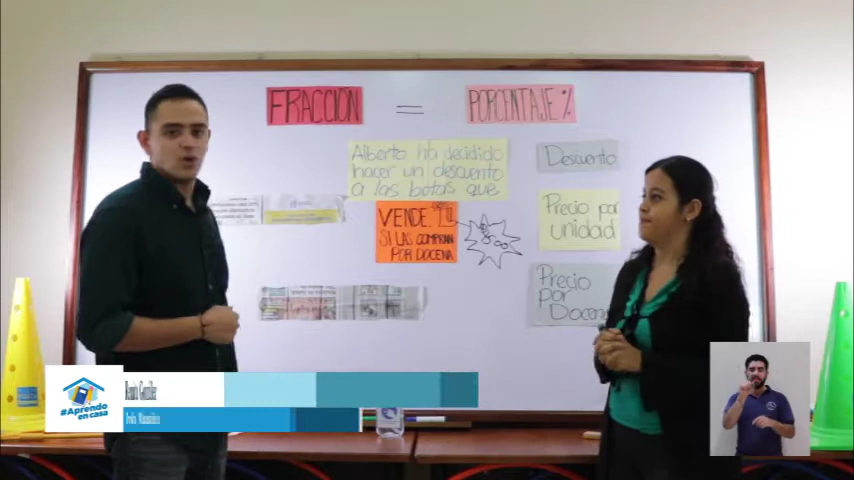 FRACCIÓN = PORCENTAJE %
Alberto ha decidido
hacer un descuento
a las botas que
VENDE.
SI LAS COMPRAN
POR DOCENA
Descuento
Precio por
unidad
Precio
por
Docena
#Aprendo
en casa
González